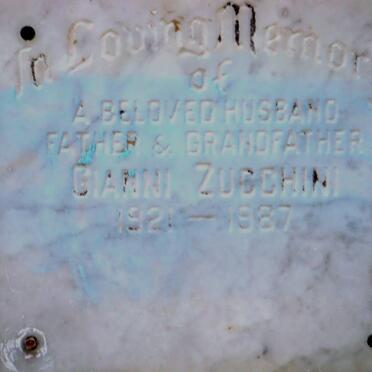 In Loving Memory
of
A BELOVED HUSBAND
FATHER & GRANDFATHER
GIANNI ZUCCHINI
1921 — 1987